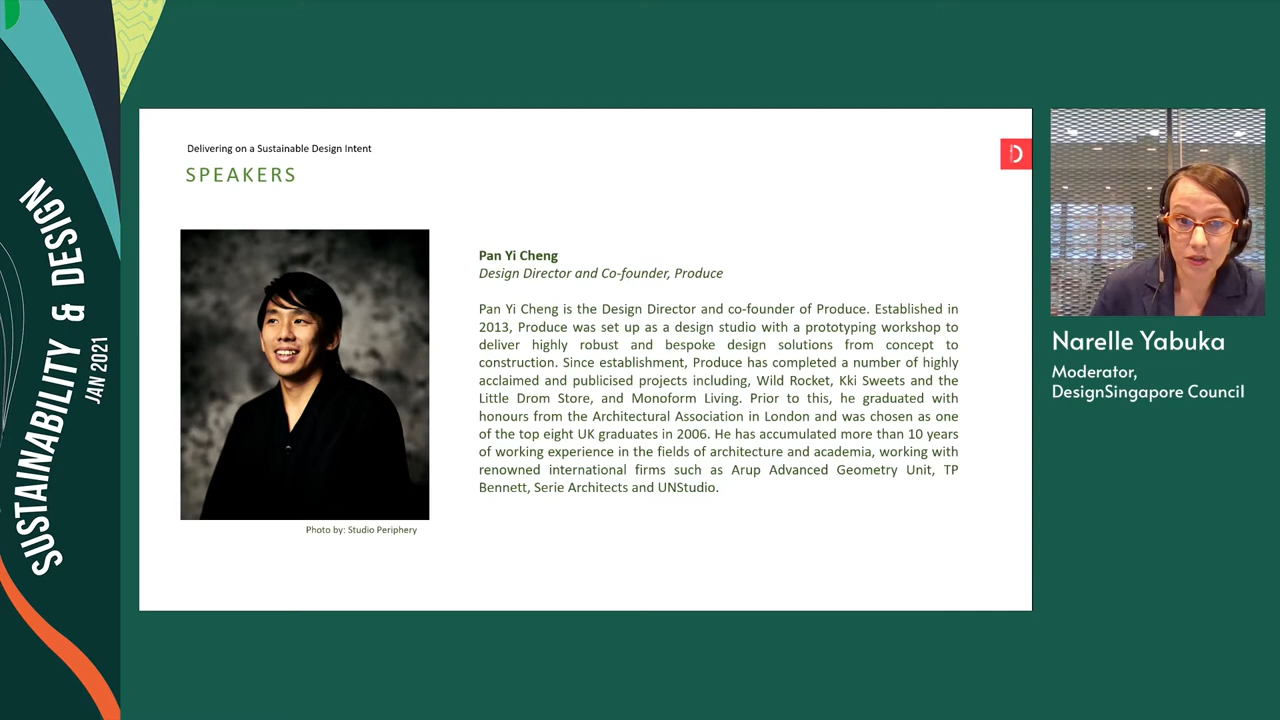 SUSTAINABILITY & DESIGN
JAN 2021
Delivering on a Sustainable Design Intent
SPEAKERS
D
Pan Yi Cheng
Design Director and Co-founder, Produce
Pan Yi Cheng is the Design Director and co-founder of Produce. Established in
2013, Produce was set up as a design studio with a prototyping workshop to
deliver highly robust and bespoke design solutions from concept to
construction. Since establishment, Produce has completed a number of highly
acclaimed and publicised projects including, Wild Rocket, Kki Sweets and the
Little Drom Store, and Monoform Living. Prior to this, he graduated with
honours from the Architectural Association in London and was chosen as one
of the top eight UK graduates in 2006. He has accumulated more than 10 years
of working experience in the fields of architecture and academia, working with
renowned international firms such as Arup Advanced Geometry Unit, TP
Bennett, Serie Architects and UNStudio.
Photo by: Studio Periphery
Narelle Yabuka
Moderator,
DesignSingapore Council